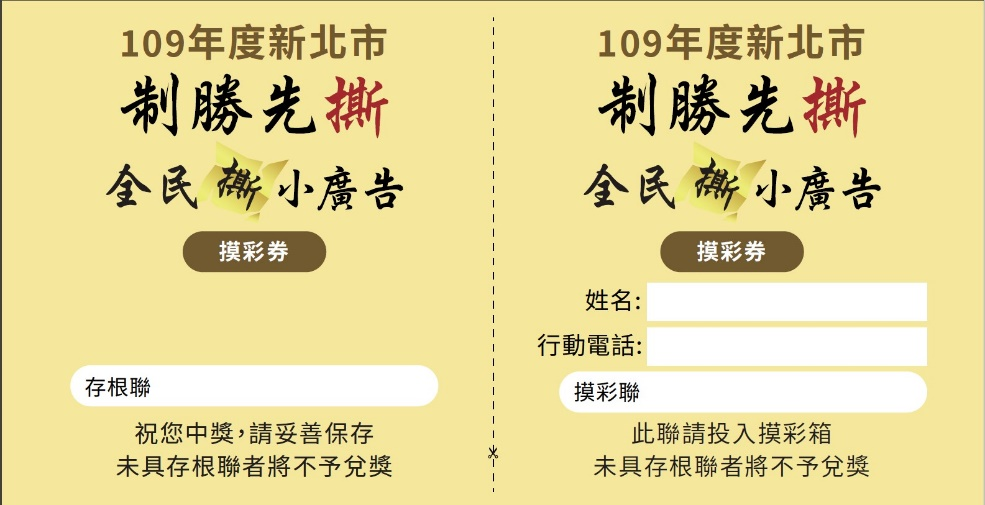 109年度新北市
制勝先撕
全民撕小廣告
摸彩券
存根聯
祝您中獎，請妥善保存
未具存根聯者將不予兌獎
109年度新北市
制勝先撕
全民撕小廣告
摸彩券
姓名:
行動電話:
摸彩聯
此聯請投入摸彩箱
未具存根聯者將不予兌獎